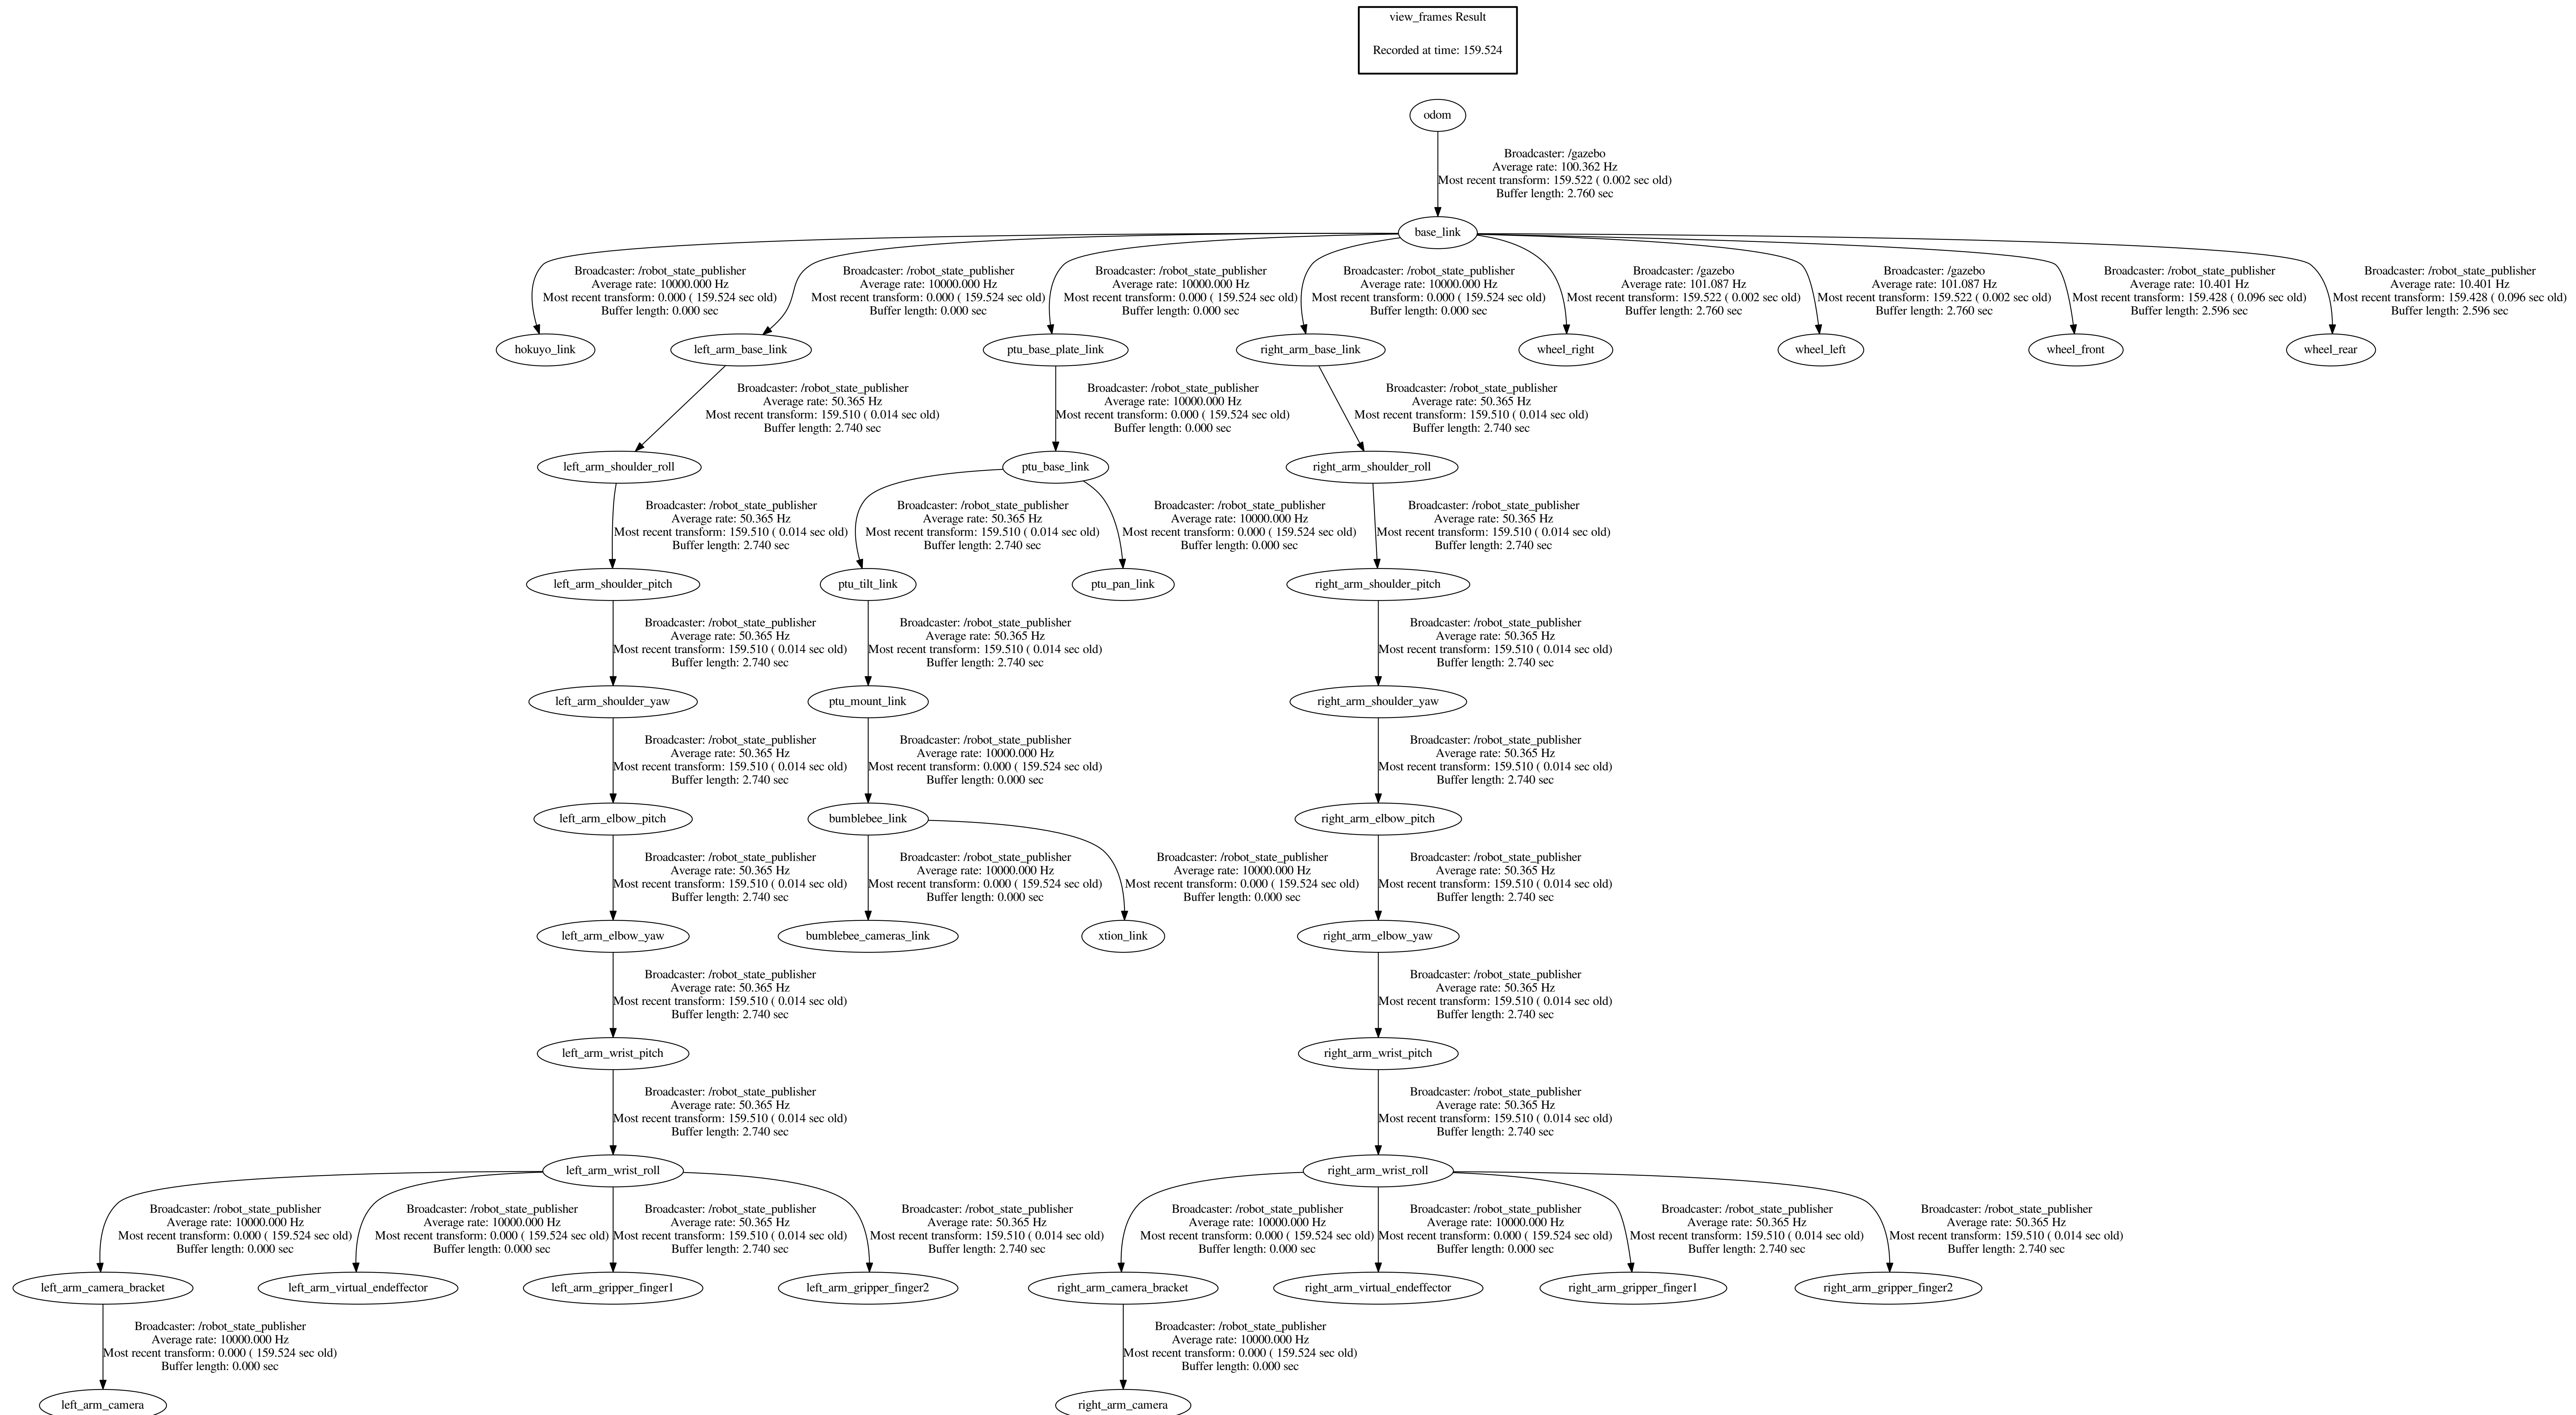 view_frames Result
Recorded at time: 159.524
odom
Broadcaster: /gazebo
Average rate: 100.362 Hz
Most recent transform: 159.522 ( 0.002 sec old)
Buffer length: 2.760 sec
base_link
Broadcaster: /robot_state_publisher
Average rate: 10000.000 Hz
Most recent transform: 0.000 ( 159.524 sec old)
Buffer length: 0.000 sec
Broadcaster: /robot_state_publisher
Average rate: 10000.000 Hz
Most recent transform: 0.000 ( 159.524 sec old)
Buffer length: 0.000 sec
Broadcaster: /robot_state_publisher
Average rate: 10000.000 Hz
Most recent transform: 0.000 ( 159.524 sec old)
Buffer length: 0.000 sec
Broadcaster: /robot_state_publisher
Average rate: 10000.000 Hz
Most recent transform: 0.000 ( 159.524 sec old)
Buffer length: 0.000 sec
Broadcaster: /gazebo
Average rate: 101.087 Hz
Most recent transform: 159.522 ( 0.002 sec old)
Buffer length: 2.760 sec
Broadcaster: /gazebo
Average rate: 101.087 Hz
Most recent transform: 159.522 ( 0.002 sec old)
Buffer length: 2.760 sec
Broadcaster: /robot_state_publisher
Average rate: 10.401 Hz
Most recent transform: 159.428 ( 0.096 sec old)
Buffer length: 2.596 sec
Broadcaster: /robot_state_publisher
Average rate: 10.401 Hz
Most recent transform: 159.428 ( 0.096 sec old)
Buffer length: 2.596 sec
hokuyo_link
left_arm_base_link
ptu_base_plate_link
right_arm_base_link
wheel_right
wheel_left
wheel_front
wheel_rear
Broadcaster: /robot_state_publisher
Average rate: 50.365 Hz
Most recent transform: 159.510 ( 0.014 sec old)
Buffer length: 2.740 sec
Broadcaster: /robot_state_publisher
Average rate: 10000.000 Hz
Most recent transform: 0.000 ( 159.524 sec old)
Buffer length: 0.000 sec
Broadcaster: /robot_state_publisher
Average rate: 50.365 Hz
Most recent transform: 159.510 ( 0.014 sec old)
Buffer length: 2.740 sec
left_arm_shoulder_roll
ptu_base_link
right_arm_shoulder_roll
Broadcaster: /robot_state_publisher
Average rate: 50.365 Hz
Most recent transform: 159.510 ( 0.014 sec old)
Buffer length: 2.740 sec
Broadcaster: /robot_state_publisher
Average rate: 50.365 Hz
Most recent transform: 159.510 ( 0.014 sec old)
Buffer length: 2.740 sec
Broadcaster: /robot_state_publisher
Average rate: 10000.000 Hz
Most recent transform: 0.000 ( 159.524 sec old)
Buffer length: 0.000 sec
Broadcaster: /robot_state_publisher
Average rate: 50.365 Hz
Most recent transform: 159.510 ( 0.014 sec old)
Buffer length: 2.740 sec
left_arm_shoulder_pitch
ptu_tilt_link
ptu_pan_link
right_arm_shoulder_pitch
Broadcaster: /robot_state_publisher
Average rate: 50.365 Hz
Most recent transform: 159.510 ( 0.014 sec old)
Buffer length: 2.740 sec
Broadcaster: /robot_state_publisher
Average rate: 50.365 Hz
Most recent transform: 159.510 ( 0.014 sec old)
Buffer length: 2.740 sec
Broadcaster: /robot_state_publisher
Average rate: 50.365 Hz
Most recent transform: 159.510 ( 0.014 sec old)
Buffer length: 2.740 sec
left_arm_shoulder_yaw
ptu_mount_link
right_arm_shoulder_yaw
Broadcaster: /robot_state_publisher
Average rate: 50.365 Hz
Most recent transform: 159.510 ( 0.014 sec old)
Buffer length: 2.740 sec
Broadcaster: /robot_state_publisher
Average rate: 10000.000 Hz
Most recent transform: 0.000 ( 159.524 sec old)
Buffer length: 0.000 sec
Broadcaster: /robot_state_publisher
Average rate: 50.365 Hz
Most recent transform: 159.510 ( 0.014 sec old)
Buffer length: 2.740 sec
left_arm_elbow_pitch
bumblebee_link
right_arm_elbow_pitch
Broadcaster: /robot_state_publisher
Average rate: 50.365 Hz
Most recent transform: 159.510 ( 0.014 sec old)
Buffer length: 2.740 sec
Broadcaster: /robot_state_publisher
Average rate: 10000.000 Hz
Most recent transform: 0.000 ( 159.524 sec old)
Buffer length: 0.000 sec
Broadcaster: /robot_state_publisher
Average rate: 10000.000 Hz
Most recent transform: 0.000 ( 159.524 sec old)
Buffer length: 0.000 sec
Broadcaster: /robot_state_publisher
Average rate: 50.365 Hz
Most recent transform: 159.510 ( 0.014 sec old)
Buffer length: 2.740 sec
left_arm_elbow_yaw
bumblebee_cameras_link
xtion_link
right_arm_elbow_yaw
Broadcaster: /robot_state_publisher
Average rate: 50.365 Hz
Most recent transform: 159.510 ( 0.014 sec old)
Buffer length: 2.740 sec
Broadcaster: /robot_state_publisher
Average rate: 50.365 Hz
Most recent transform: 159.510 ( 0.014 sec old)
Buffer length: 2.740 sec
left_arm_wrist_pitch
right_arm_wrist_pitch
Broadcaster: /robot_state_publisher
Average rate: 50.365 Hz
Most recent transform: 159.510 ( 0.014 sec old)
Buffer length: 2.740 sec
Broadcaster: /robot_state_publisher
Average rate: 50.365 Hz
Most recent transform: 159.510 ( 0.014 sec old)
Buffer length: 2.740 sec
left_arm_wrist_roll
right_arm_wrist_roll
Broadcaster: /robot_state_publisher
Average rate: 10000.000 Hz
Most recent transform: 0.000 ( 159.524 sec old)
Buffer length: 0.000 sec
Broadcaster: /robot_state_publisher
Average rate: 10000.000 Hz
Most recent transform: 0.000 ( 159.524 sec old)
Buffer length: 0.000 sec
Broadcaster: /robot_state_publisher
Average rate: 50.365 Hz
Most recent transform: 159.510 ( 0.014 sec old)
Buffer length: 2.740 sec
Broadcaster: /robot_state_publisher
Average rate: 50.365 Hz
Most recent transform: 159.510 ( 0.014 sec old)
Buffer length: 2.740 sec
Broadcaster: /robot_state_publisher
Average rate: 10000.000 Hz
Most recent transform: 0.000 ( 159.524 sec old)
Buffer length: 0.000 sec
Broadcaster: /robot_state_publisher
Average rate: 10000.000 Hz
Most recent transform: 0.000 ( 159.524 sec old)
Buffer length: 0.000 sec
Broadcaster: /robot_state_publisher
Average rate: 50.365 Hz
Most recent transform: 159.510 ( 0.014 sec old)
Buffer length: 2.740 sec
Broadcaster: /robot_state_publisher
Average rate: 50.365 Hz
Most recent transform: 159.510 ( 0.014 sec old)
Buffer length: 2.740 sec
left_arm_camera_bracket
left_arm_virtual_endeffector
left_arm_gripper_finger1
left_arm_gripper_finger2
right_arm_camera_bracket
right_arm_virtual_endeffector
right_arm_gripper_finger1
right_arm_gripper_finger2
Broadcaster: /robot_state_publisher
Average rate: 10000.000 Hz
Most recent transform: 0.000 ( 159.524 sec old)
Buffer length: 0.000 sec
Broadcaster: /robot_state_publisher
Average rate: 10000.000 Hz
Most recent transform: 0.000 ( 159.524 sec old)
Buffer length: 0.000 sec
left_arm_camera
right_arm_camera